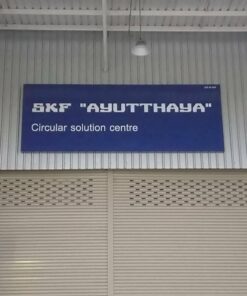 SKF "AYUTTHAYA"
Circular solution centre